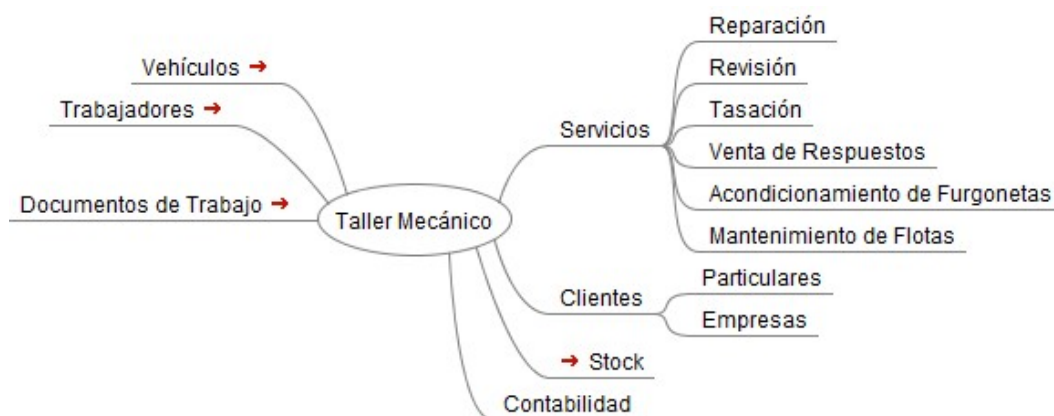 Vehículos
Trabajadores
Documentos de Trabajo
Taller Mecánico
Servicios
Reparación
Revisión
Tasación
Venta de Respuestos
Acondicionamiento de Furgonetas
Mantenimiento de Flotas
Clientes
Particulares
Empresas
Stock
Contabilidad